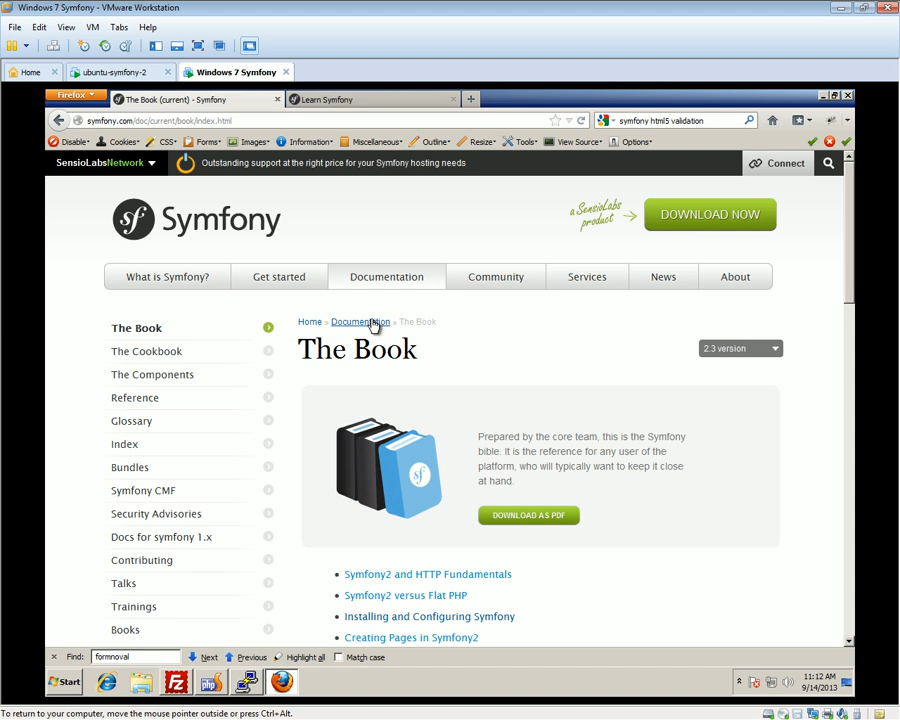 Windows 7 Symfony - VMware Workstation
File Edit View VM Tabs Help
Home ubuntu-symfony-2 Windows 7 Symfony
Firefox The Book (current) - Symfony Learn Symfony
symfony.com/doc/current/book/index.html symfony html5 validation
Disable Cookies CSS Forms Images Information Miscellaneous Outline Resize Tools View Source Options
SensioLabsNetwork Outstanding support at the right price for your Symfony hosting needs Connect
sf Symfony
a SensioLabs
product
DOWNLOAD NOW
What is Symfony? Get started Documentation Community Services News About
Home » Documentation » The Book
The Book
2.3 version
The Book
The Cookbook
The Components
Reference
Glossary
Index
Bundles
Symfony CMF
Security Advisories
Docs for symfony 1.x
Contributing
Talks
Trainings
Books
sf
Prepared by the core team, this is the Symfony
bible. It is the reference for any user of the
platform, who will typically want to keep it close
at hand.
DOWNLOAD AS PDF
Symfony2 and HTTP Fundamentals
Symfony2 versus Flat PHP
Installing and Configuring Symfony
Creating Pages in Symfony2
Find: formnoval Next Previous Highlight all Match case
Start
Fz
php
11:12 AM
9/14/2013
To return to your computer, move the mouse pointer outside or press Ctrl+Alt.